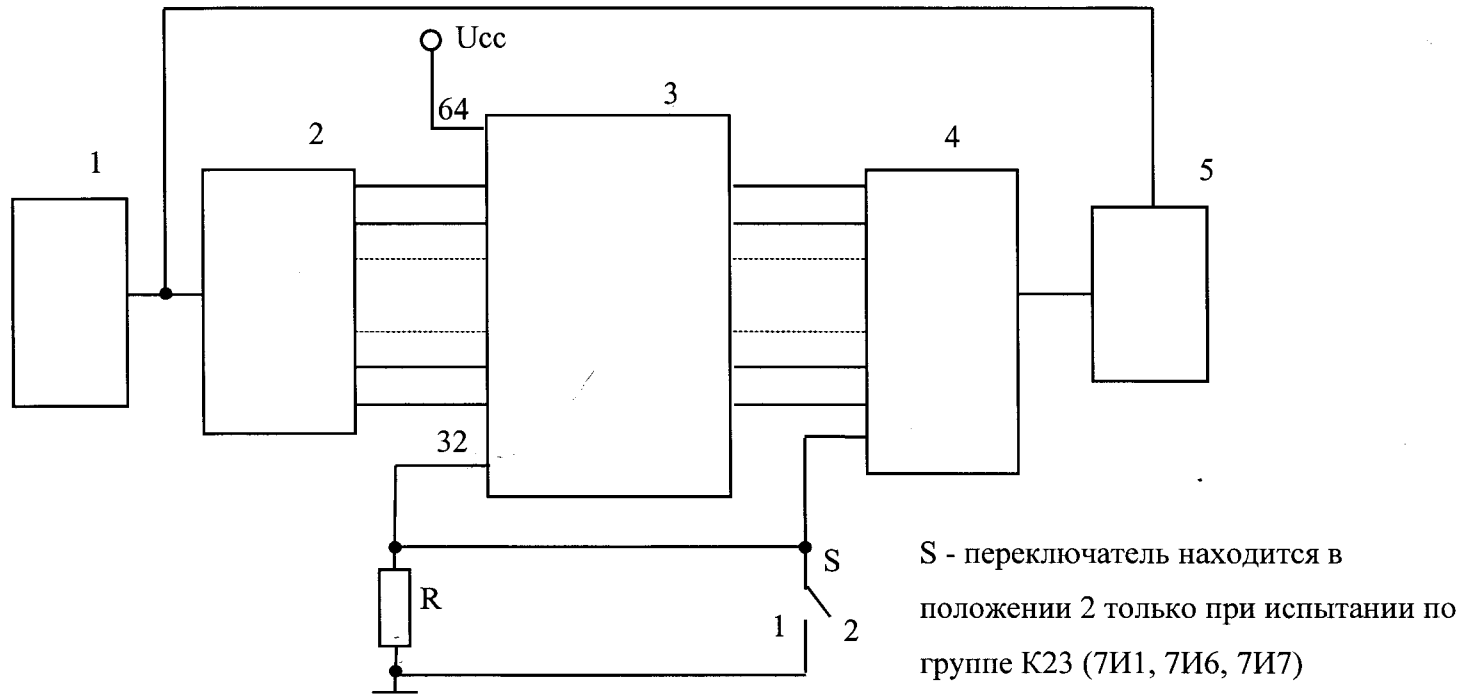 Ucc
64
3
2
4
1
5
32
S
R
1
2
S - переключатель находится в
положении 2 только при испытании по
группе К23 (7И1, 7И6, 7И7)